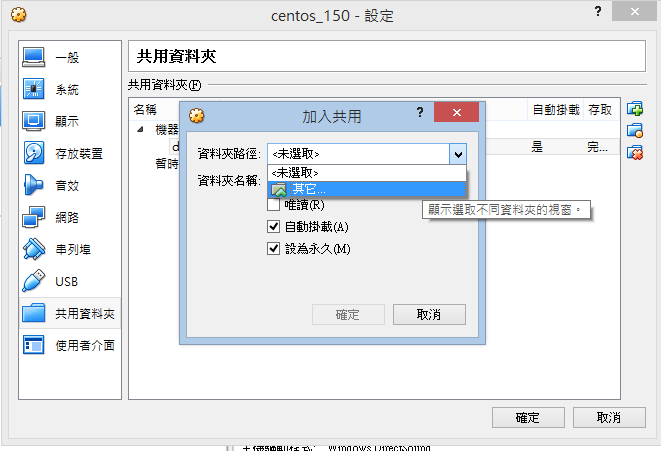 centos_150 - 設定
?
一般
系統
顯示
存放裝置
音效
網路
串列埠
USB
共用資料夾
使用者介面
共用資料夾
共用資料夾(F)
名稱
自動掛載 存取
機器
d
是 完...
暫時
加入共用
?
資料夾路徑: <未選取>
<未選取>
其它...
資料夾名稱:
顯示選取不同資料夾的視窗。
唯讀(R)
自動掛載(A)
設為永久(M)
確定 取消
確定 取消
Windows DirectSound